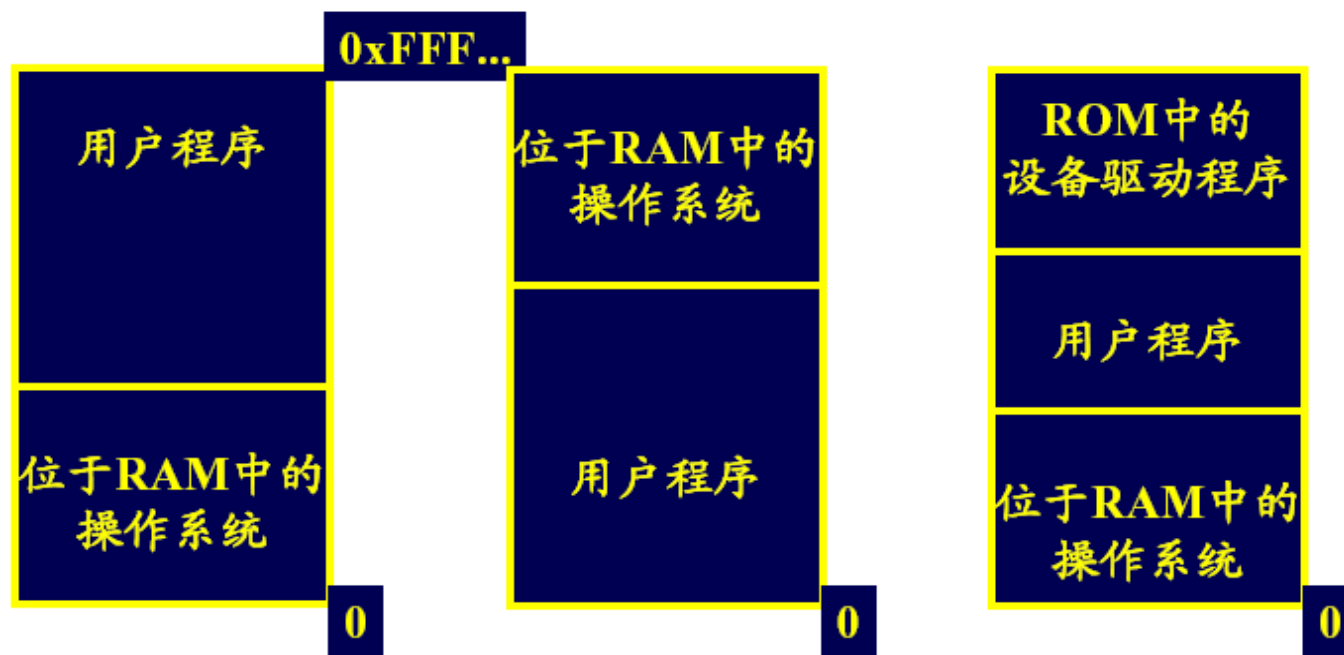 0xFFF...
用户程序
位于RAM中的
操作系统
0
位于RAM中的
操作系统
用户程序
0
ROM中的
设备驱动程序
用户程序
位于RAM中的
操作系统
0